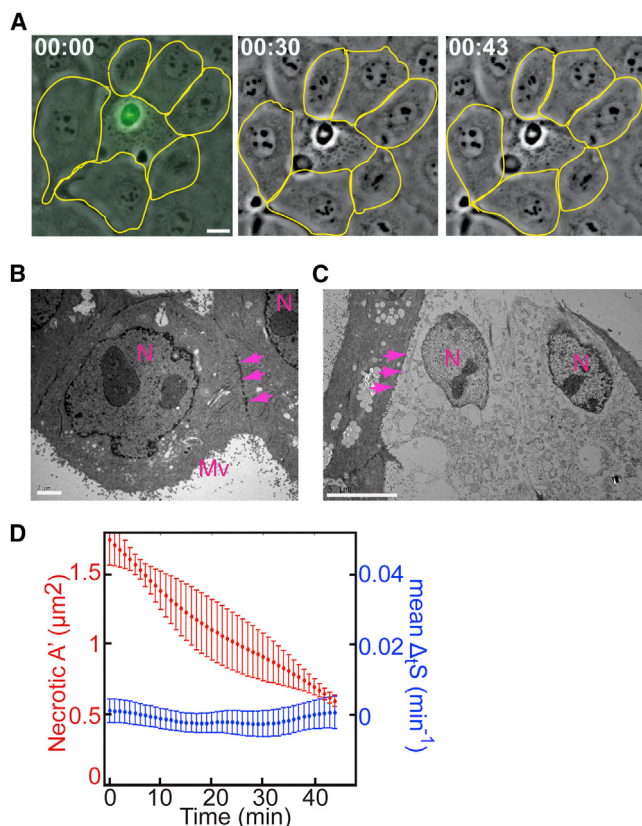 A
00:00
00:30
00:43
B
N
N
Mv
C
N
N
D
Necrotic A' (µm2)
1.5
1
0.5
0
0.04
0.02
0
mean ΔtS (min-1)
0
10
20
30
40
Time (min)